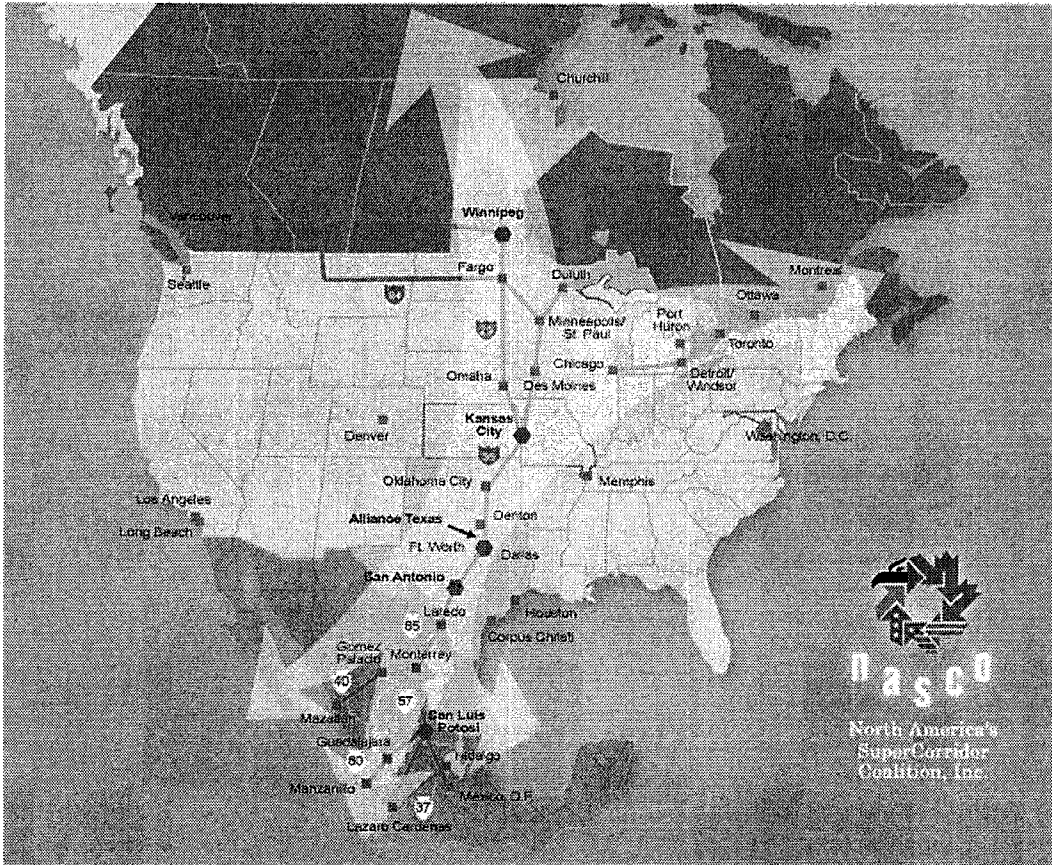 Churchill
Vancouver
Winnipeg
Fargo
Duluth
Seattle
Montreal
Ottawa
Port
Huron
Minneapolis/
St. Paul
Toronto
Chicago
Detroit/
Windsor
Omaha
Des Moines
Kansas
City
Denver
Washington, D.C.
Oklahoma City
Memphis
Los Angeles
Long Beach
Denton
Alliance Texas
Ft. Worth
Dallas
San Antonio
Laredo
Houston
85
Corpus Christi
Gomez
Palacio
Monterrey
40
57
Mazatlan
San Luis
Potosi
Guadalajara
80
Hidalgo
Manzanillo
Mexico, D.F.
37
Lazaro Cardenas
nasco
North America's
SuperCorridor
Coalition, Inc.